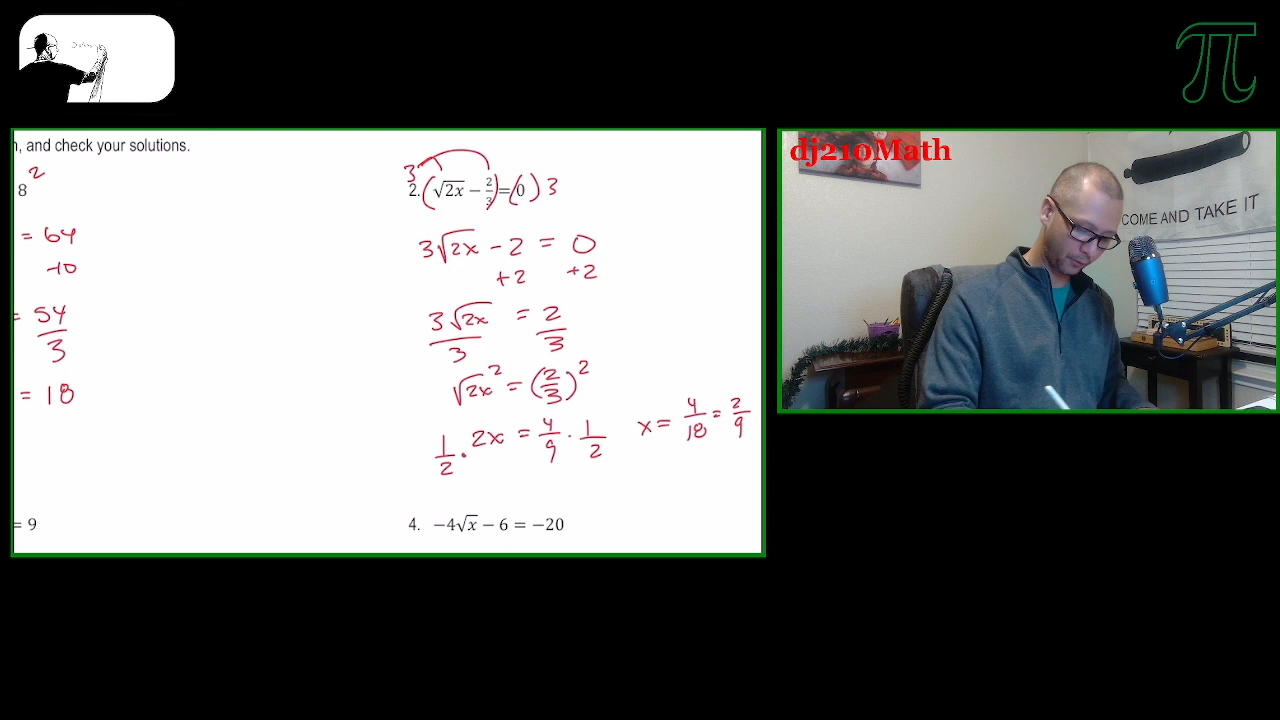 π
dj210Math
COME AND TAKE IT
n, and check your solutions.
8²
= 64
-10
= 54/3
= 18
= 9
3
2. (√2x − 2/3) = (0) 3
3√2x - 2 = 0
+2 +2
3√2x/3 = 2/3
√2x² = (2/3)²
1/2 · 2x = 4/9 · 1/2 x = 4/18 = 2/9
4. −4√x − 6 = −20